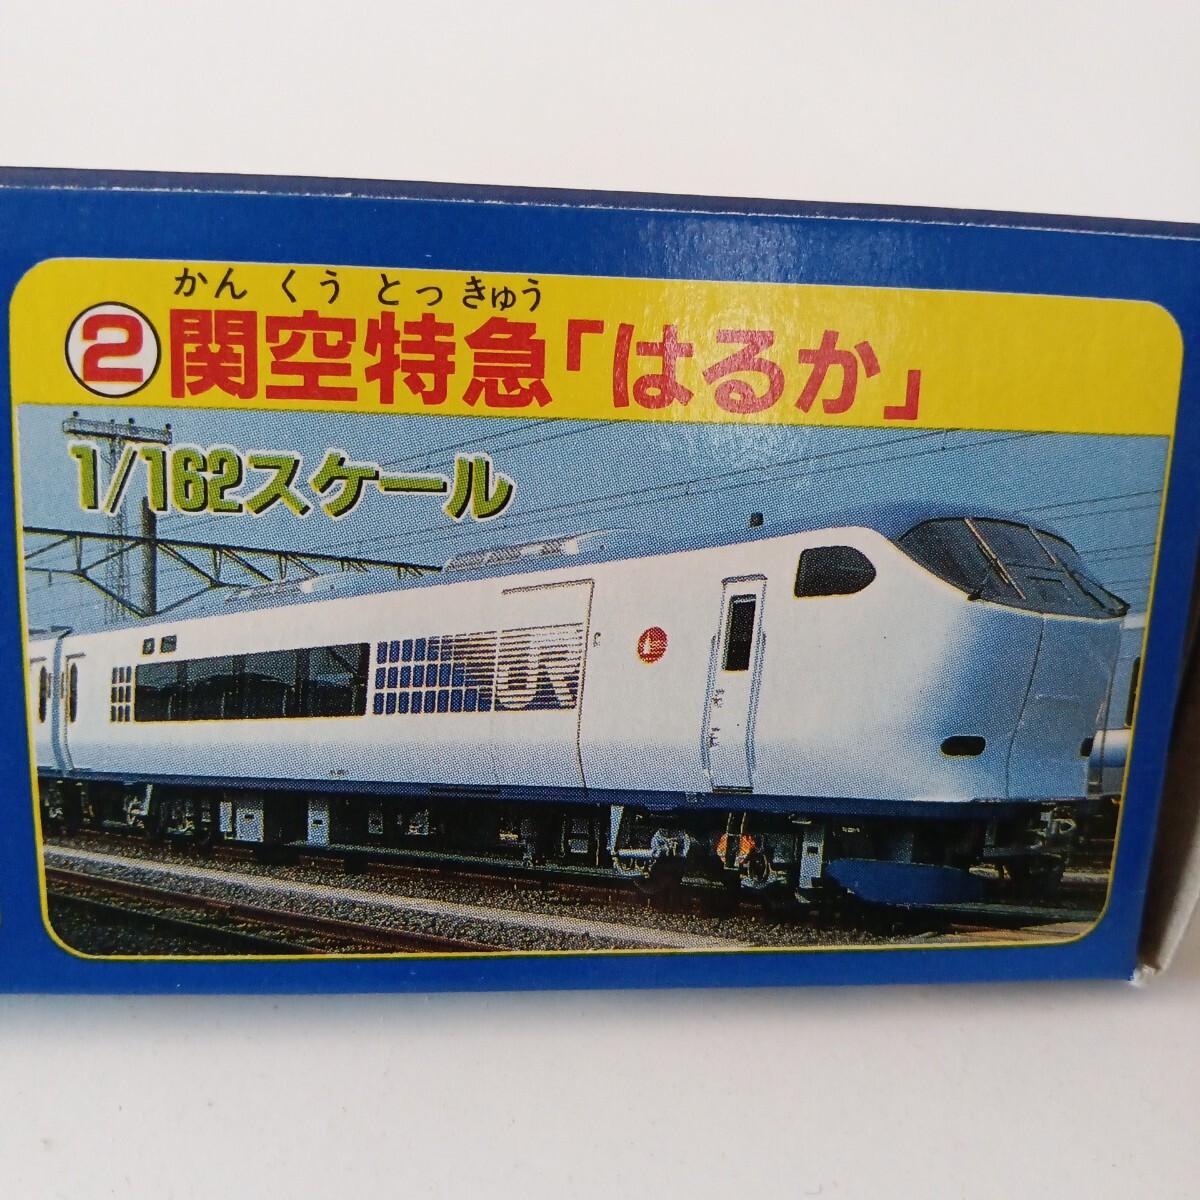 かんくうとっきゅう
②関空特急「はるか」
1/162スケール